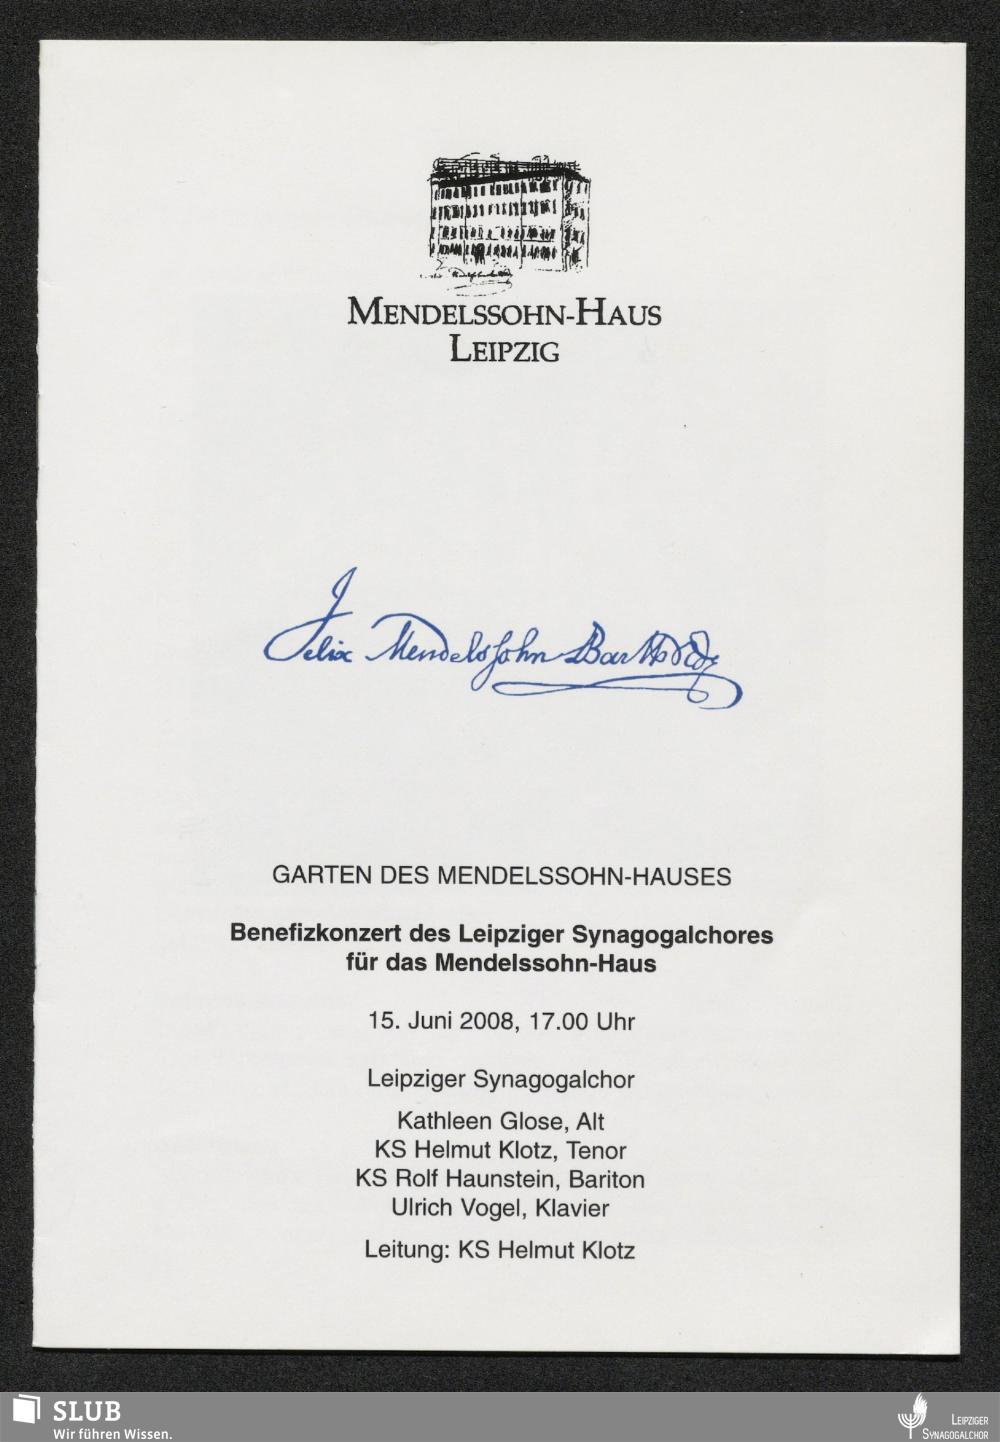 MENDELSSOHN-HAUS
LEIPZIG
Felix Mendelssohn Bartholdy
GARTEN DES MENDELSSOHN-HAUSES
Benefizkonzert des Leipziger Synagogalchores
für das Mendelssohn-Haus
15. Juni 2008, 17.00 Uhr
Leipziger Synagogalchor
Kathleen Glose, Alt
KS Helmut Klotz, Tenor
KS Rolf Haunstein, Bariton
Ulrich Vogel, Klavier
Leitung: KS Helmut Klotz
SLUB
Wir führen Wissen.
LEIPZIGER
SYNAGOGALCHOR